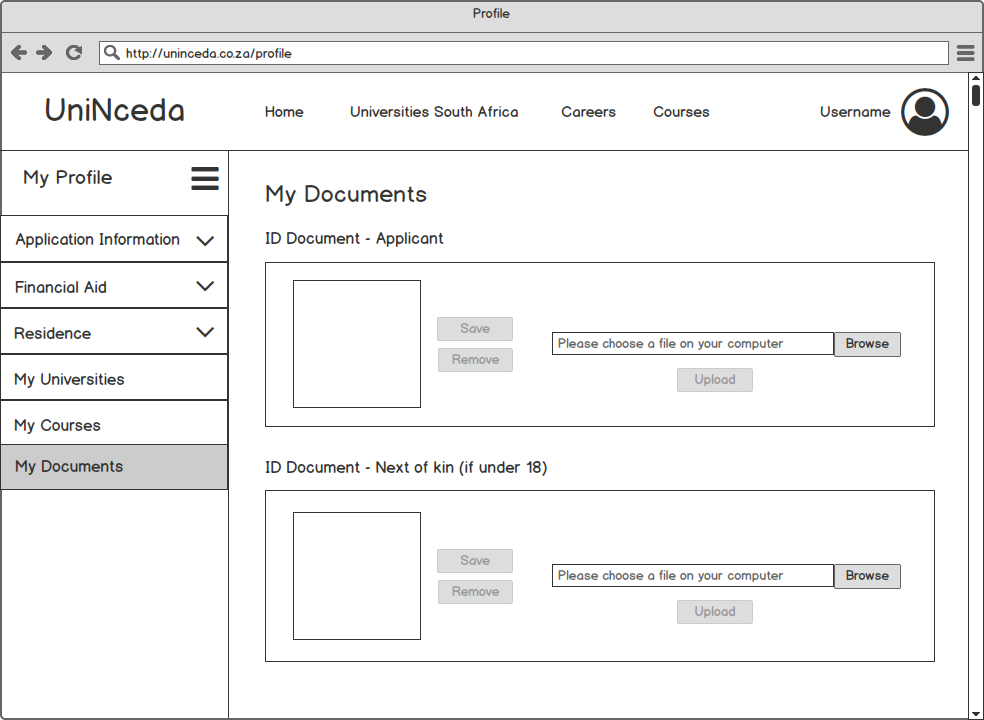 Profile
http://uninceda.co.za/profile
UniNceda
Home
Universities South Africa
Careers
Courses
Username
My Profile
Application Information
Financial Aid
Residence
My Universities
My Courses
My Documents
My Documents
ID Document - Applicant
Save
Remove
Please choose a file on your computer
Browse
Upload
ID Document - Next of kin (if under 18)
Save
Remove
Please choose a file on your computer
Browse
Upload